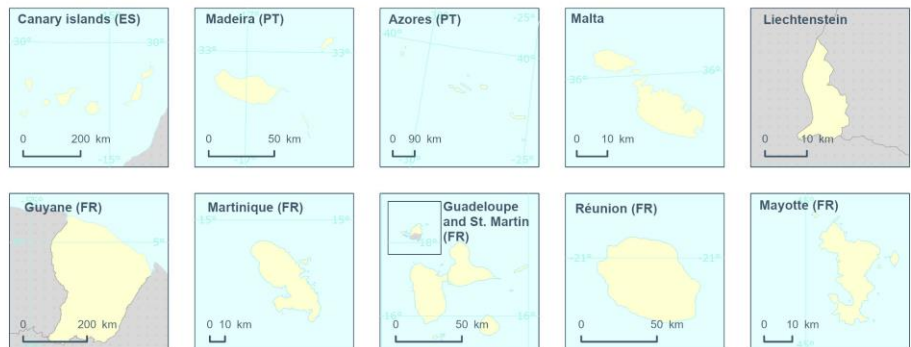 Canary islands (ES)
30°
30°
0 200 km
-15°
Madeira (PT)
33°
33°
0 50 km
Azores (PT)
-25°
40°
40°
0 90 km
-25°
Malta
36°
36°
0 10 km
Liechtenstein
0 10 km
Guyane (FR)
5°
0 200 km
Martinique (FR)
15°
15°
0 10 km
Guadeloupe
and St. Martin
(FR)
16°
16°
16°
0 50 km
Réunion (FR)
-21°
-21°
0 50 km
Mayotte (FR)
0 10 km
45°